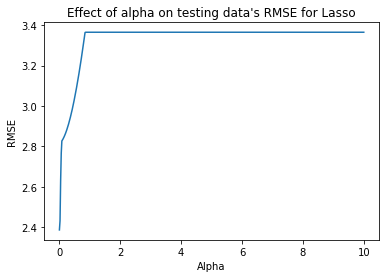 Effect of alpha on testing data's RMSE for Lasso
3.4
3.2
3.0
2.8
2.6
2.4
RMSE
0 2 4 6 8 10
Alpha